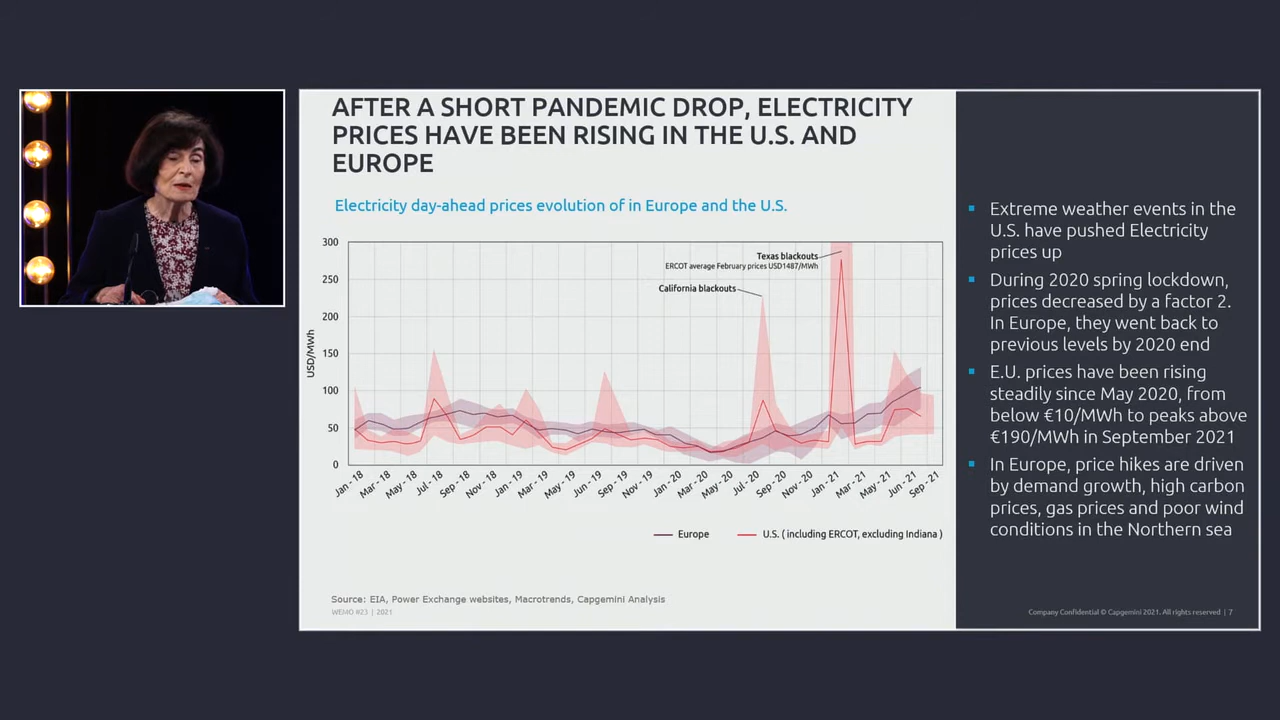 AFTER A SHORT PANDEMIC DROP, ELECTRICITY
PRICES HAVE BEEN RISING IN THE U.S. AND
EUROPE
Electricity day-ahead prices evolution of in Europe and the U.S.
USD/MWh
300
250
200
150
100
50
0
Texas blackouts
ERCOT average February prices USD1487/MWh
California blackouts
Jan - 18
Mar - 18
May - 18
Jul - 18
Sep - 18
Nov - 18
Jan - 19
Mar - 19
May - 19
Jun - 19
Sep - 19
Nov - 19
Jan - 20
Mar - 20
May - 20
Jul - 20
Sep - 20
Nov - 20
Jan - 21
Mar - 21
May - 21
Jun - 21
Sep - 21
Europe
U.S. ( including ERCOT, excluding Indiana )
Source: EIA, Power Exchange websites, Macrotrends, Capgemini Analysis
WEMO #23 | 2021
Extreme weather events in the
U.S. have pushed Electricity
prices up
During 2020 spring lockdown,
prices decreased by a factor 2.
In Europe, they went back to
previous levels by 2020 end
E.U. prices have been rising
steadily since May 2020, from
below €10/MWh to peaks above
€190/MWh in September 2021
In Europe, price hikes are driven
by demand growth, high carbon
prices, gas prices and poor wind
conditions in the Northern sea
Company Confidential © Capgemini 2021. All rights reserved | 7